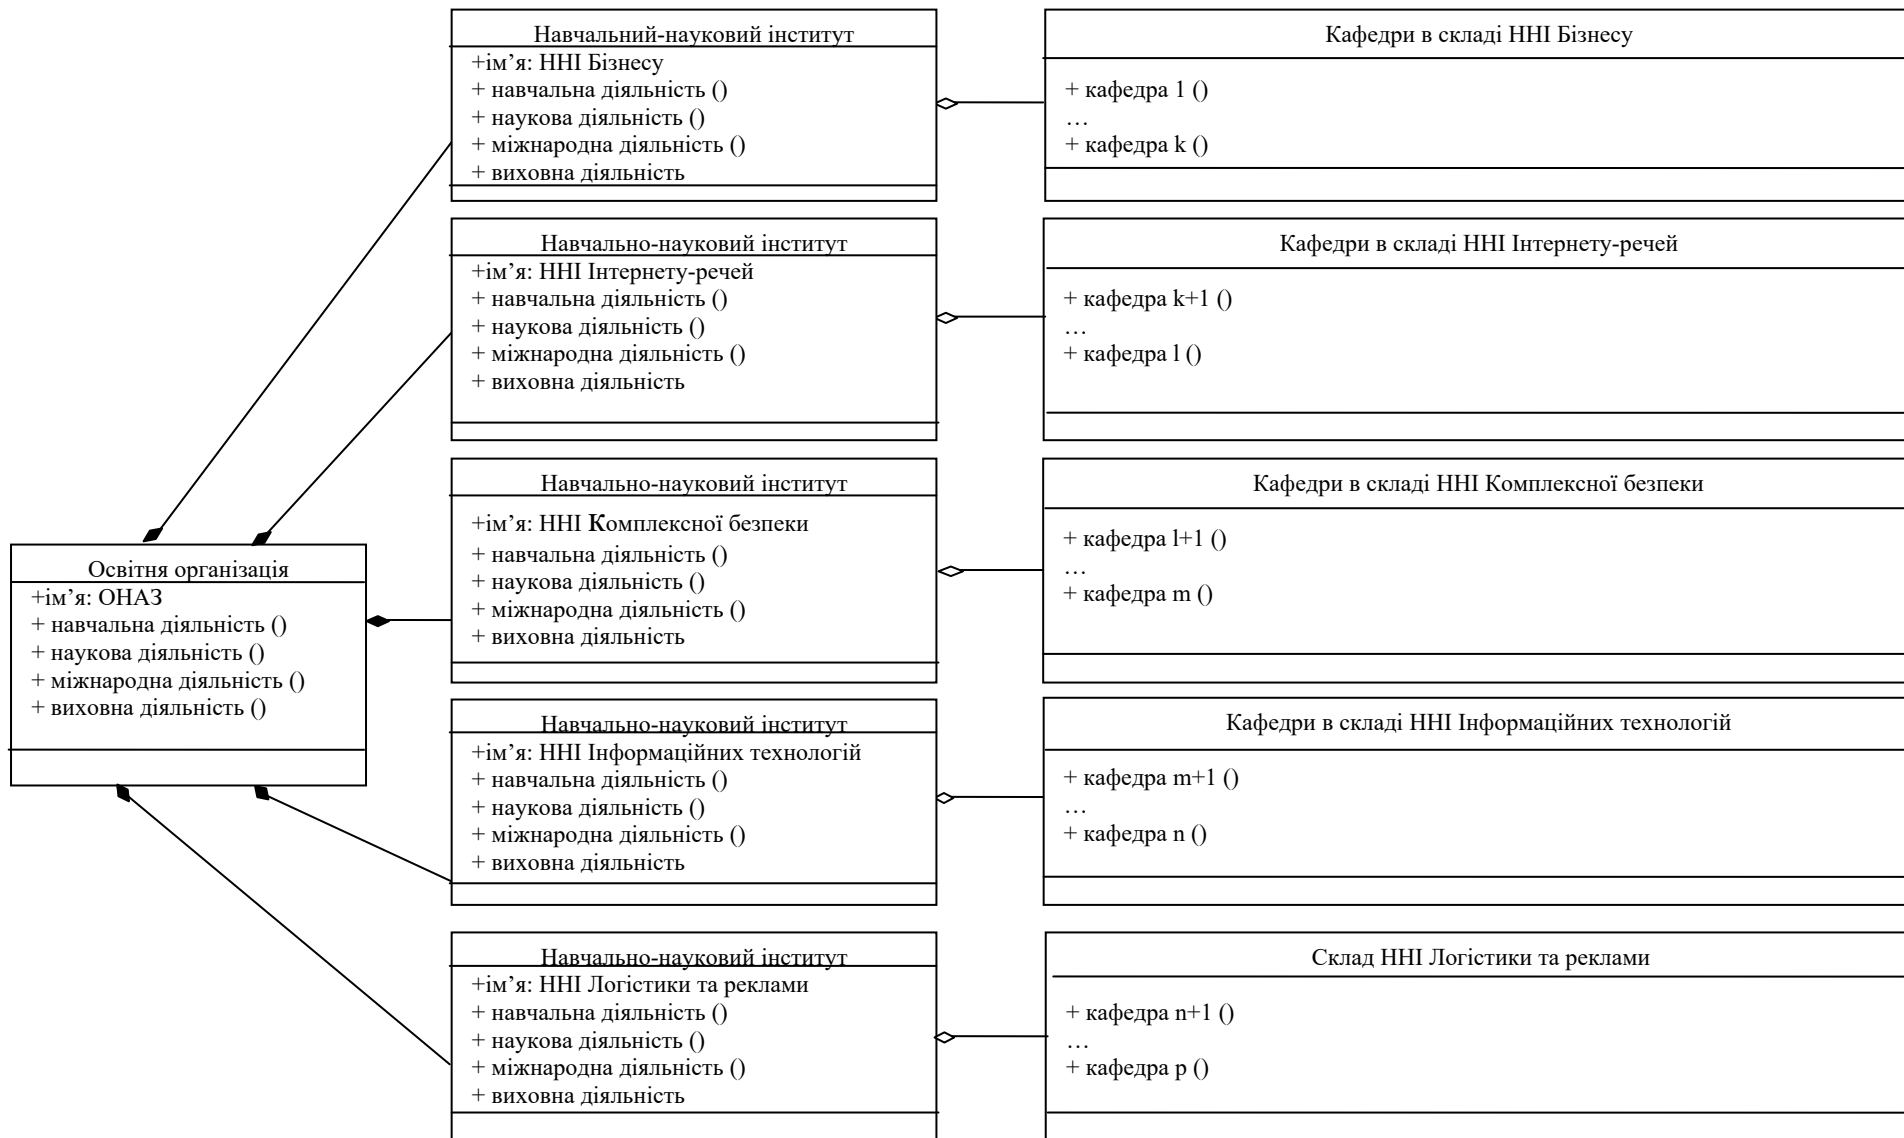 Навчальний-науковий інститут
+ім’я: ННІ Бізнесу
+ навчальна діяльність ()
+ наукова діяльність ()
+ міжнародна діяльність ()
+ виховна діяльність
Кафедри в складі ННІ Бізнесу
+ кафедра 1 ()
…
+ кафедра k ()
Навчально-науковий інститут
+ім’я: ННІ Інтернету-речей
+ навчальна діяльність ()
+ наукова діяльність ()
+ міжнародна діяльність ()
+ виховна діяльність
Кафедри в складі ННІ Інтернету-речей
+ кафедра k+1 ()
…
+ кафедра l ()
Навчально-науковий інститут
+ім’я: ННІ Комплексної безпеки
+ навчальна діяльність ()
+ наукова діяльність ()
+ міжнародна діяльність ()
+ виховна діяльність
Кафедри в складі ННІ Комплексної безпеки
+ кафедра l+1 ()
…
+ кафедра m ()
Освітня організація
+ім’я: ОНАЗ
+ навчальна діяльність ()
+ наукова діяльність ()
+ міжнародна діяльність ()
+ виховна діяльність ()
Навчально-науковий інститут
+ім’я: ННІ Інформаційних технологій
+ навчальна діяльність ()
+ наукова діяльність ()
+ міжнародна діяльність ()
+ виховна діяльність
Кафедри в складі ННІ Інформаційних технологій
+ кафедра m+1 ()
…
+ кафедра n ()
Навчально-науковий інститут
+ім’я: ННІ Логістики та реклами
+ навчальна діяльність ()
+ наукова діяльність ()
+ міжнародна діяльність ()
+ виховна діяльність
Склад ННІ Логістики та реклами
+ кафедра n+1 ()
…
+ кафедра p ()